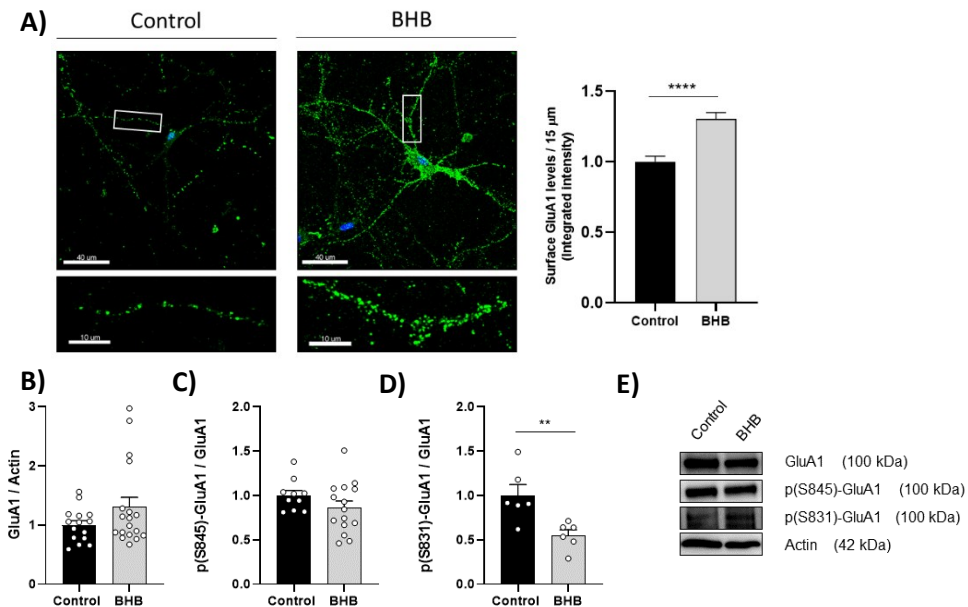 Control
BHB
A)
40 um
40 um
10 um
10 um
Surface GluA1 levels / 15 μm
(Integrated Intensity)
1.5
1.0
0.5
0.0
****
Control
BHB
B)
GluA1 / Actin
3
2
1
0
Control
BHB
C)
p(S845)-GluA1 / GluA1
2.0
1.5
1.0
0.5
0.0
Control
BHB
D)
p(S831)-GluA1 / GluA1
2.0
1.5
1.0
0.5
0.0
**
Control
BHB
E)
Control
BHB
GluA1 (100 kDa)
p(S845)-GluA1 (100 kDa)
p(S831)-GluA1 (100 kDa)
Actin (42 kDa)